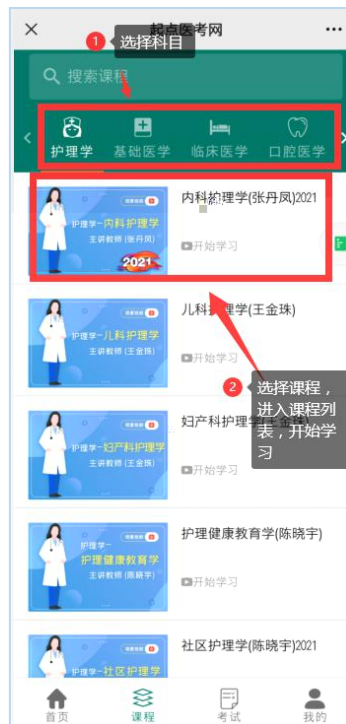 起点医考网
1 选择科目
搜索课程
护理学 基础医学 临床医学 口腔医学
护理学-内科护理学
主讲教师(张丹凤)
2021
内科护理学(张丹凤)2021
开始学习
护理学-儿科护理学
主讲教师(王金珠)
儿科护理学(王金珠)
开始学习
2 选择课程，
进入课程列
表，开始学
习
护理学-妇产科护理学
主讲教师(王金珠)
妇产科护理学(王金珠)
开始学习
护理学-
护理健康教育学
主讲教师(陈晓宇)
护理健康教育学(陈晓宇)
开始学习
护理学-社区护理学
社区护理学(陈晓宇)2021
首页 课程 考试 我的